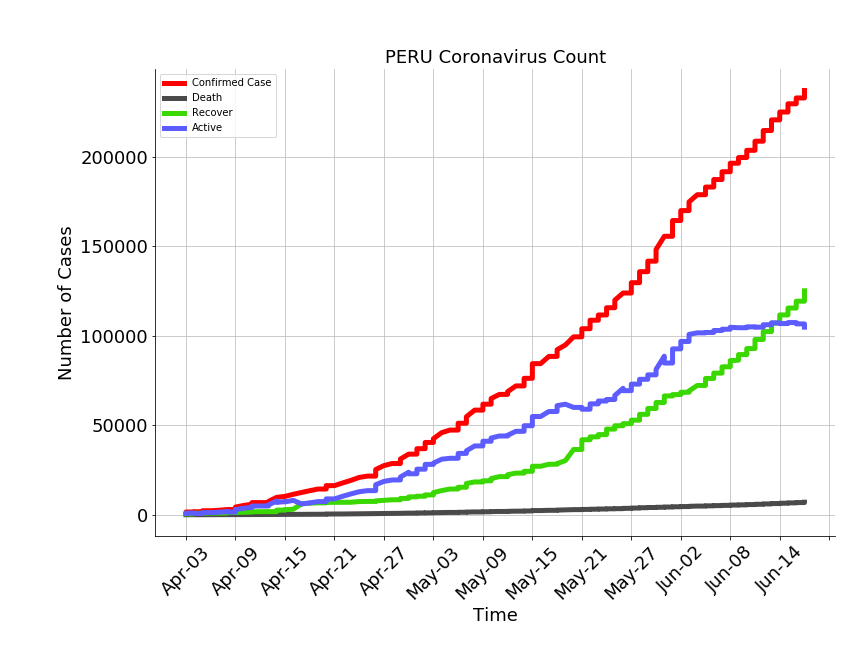 PERU Coronavirus Count
Confirmed Case
Death
Recover
Active
200000
150000
100000
50000
0
Number of Cases
Apr-03
Apr-09
Apr-15
Apr-21
Apr-27
May-03
May-09
May-15
May-21
May-27
Jun-02
Jun-08
Jun-14
Time